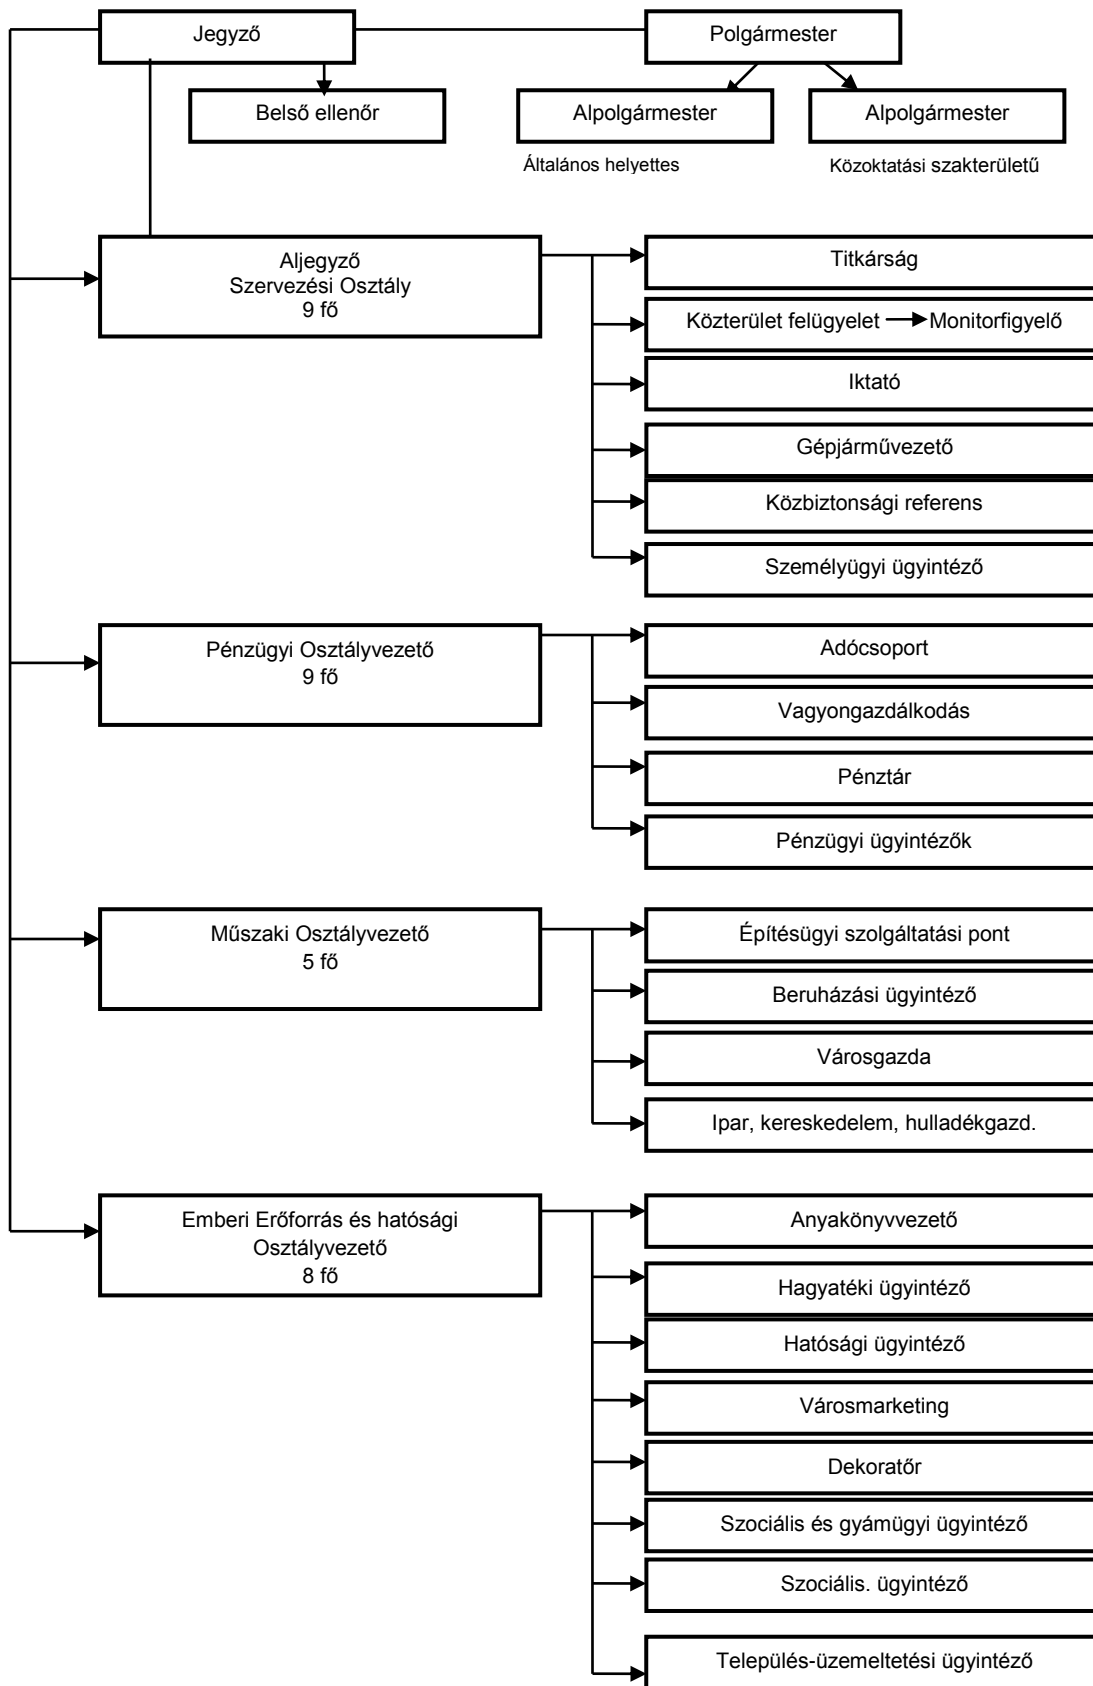 Jegyző
Polgármester
Belső ellenőr
Alpolgármester
Alpolgármester
Általános helyettes
Közoktatási szakterületű
Aljegyző
Szervezési Osztály
9 fő
Titkárság
Közterület felügyelet
Monitorfigyelő
Iktató
Gépjárművezető
Közbiztonsági referens
Személyügyi ügyintéző
Pénzügyi Osztályvezető
9 fő
Adócsoport
Vagyongazdálkodás
Pénztár
Pénzügyi ügyintézők
Műszaki Osztályvezető
5 fő
Építésügyi szolgáltatási pont
Beruházási ügyintéző
Városgazda
Ipar, kereskedelem, hulladékgazd.
Emberi Erőforrás és hatósági
Osztályvezető
8 fő
Anyakönyvvezető
Hagyatéki ügyintéző
Hatósági ügyintéző
Városmarketing
Dekoratőr
Szociális és gyámügyi ügyintéző
Szociális. ügyintéző
Település-üzemeltetési ügyintéző